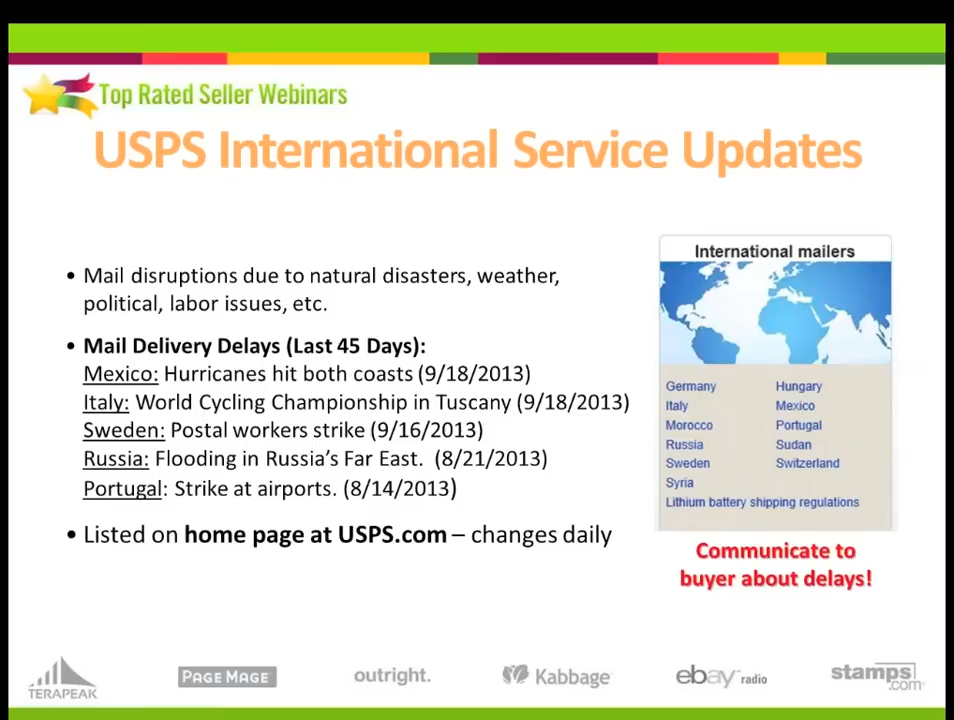 Top Rated Seller Webinars
USPS International Service Updates
• Mail disruptions due to natural disasters, weather,
political, labor issues, etc.
• Mail Delivery Delays (Last 45 Days):
Mexico: Hurricanes hit both coasts (9/18/2013)
Italy: World Cycling Championship in Tuscany (9/18/2013)
Sweden: Postal workers strike (9/16/2013)
Russia: Flooding in Russia's Far East. (8/21/2013)
Portugal: Strike at airports. (8/14/2013)
• Listed on home page at USPS.com – changes daily
International mailers
Germany Hungary
Italy Mexico
Morocco Portugal
Russia Sudan
Sweden Switzerland
Syria
Lithium battery shipping regulations
Communicate to
buyer about delays!
TERAPEAK PAGE MAGE outright. Kabbage ebay radio stamps.com